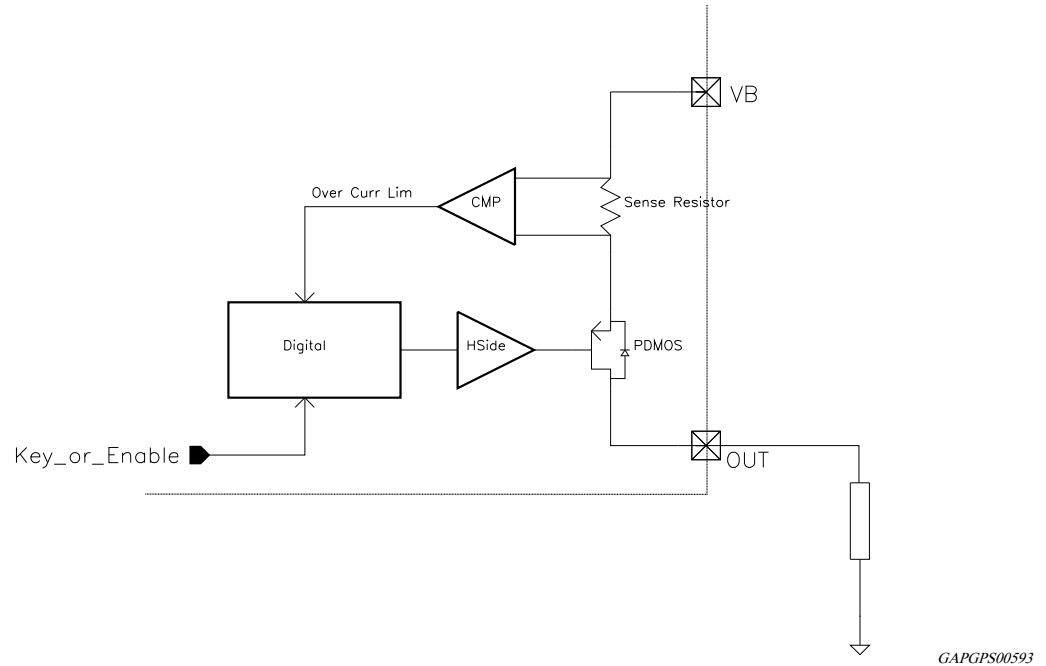 VB
Over Curr Lim
CMP
Sense Resistor
Digital
HSide
PDMOS
Key_or_Enable
OUT
GAPGPS00593